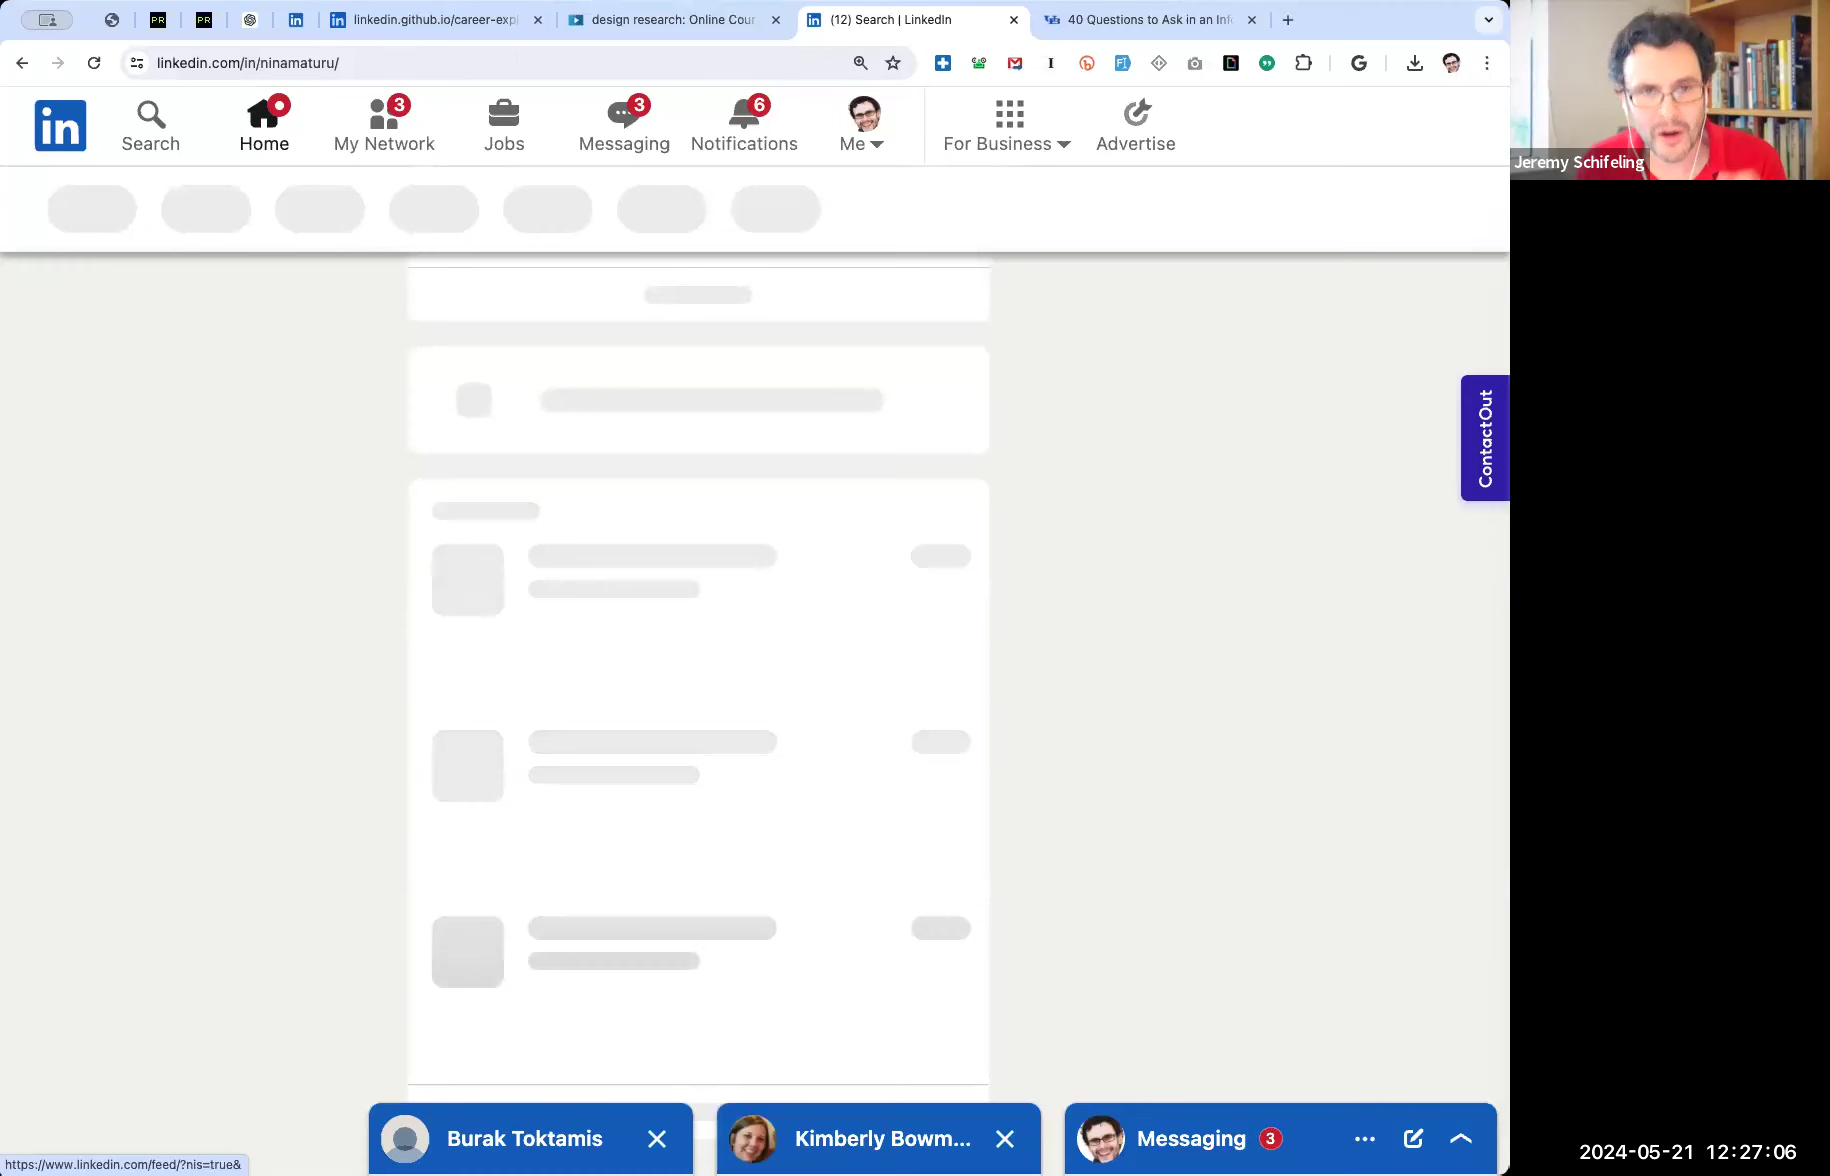 linkedin.github.io/career-expl
design research: Online Cour
(12) Search | LinkedIn
40 Questions to Ask in an Info
linkedin.com/in/ninamaturu/
in
Search
Home
3
My Network
Jobs
3
Messaging
6
Notifications
Me
For Business
Advertise
Jeremy Schifeling
ContactOut
Burak Toktamis
Kimberly Bowm...
Messaging 3
https://www.linkedin.com/feed/?nis=true&
2024-05-21 12:27:06